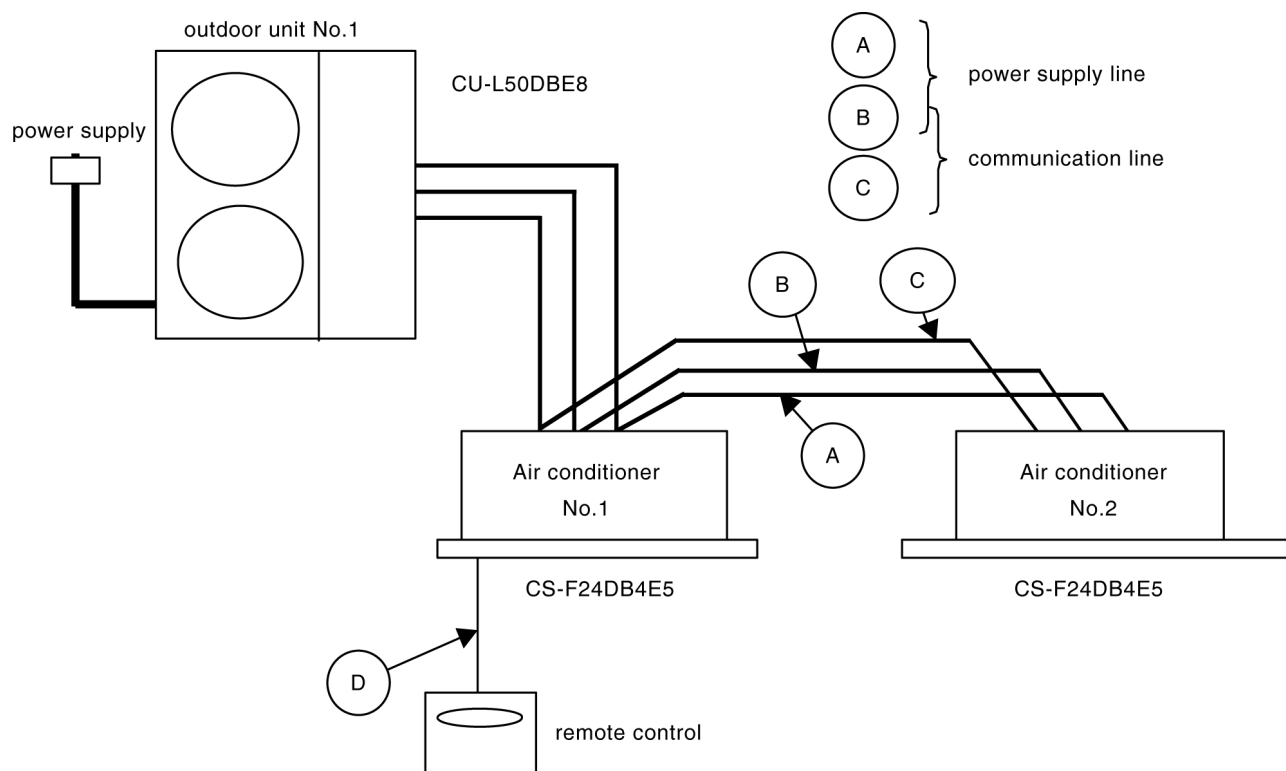 outdoor unit No.1
CU-L50DBE8
power supply
A
power supply line
B
communication line
C
B
C
A
Air conditioner
No.1
Air conditioner
No.2
CS-F24DB4E5
CS-F24DB4E5
D
remote control